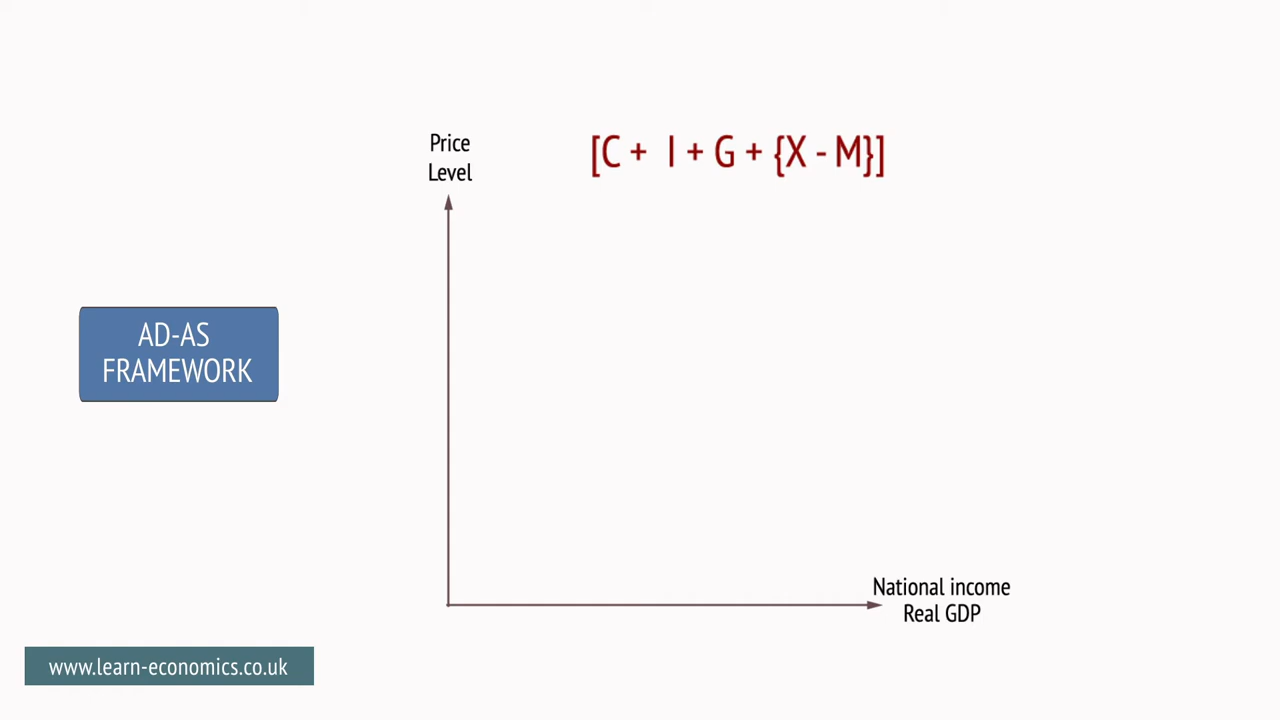 Price
Level
[C + I + G + {X - M}]
AD-AS
FRAMEWORK
National income
Real GDP
www.learn-economics.co.uk